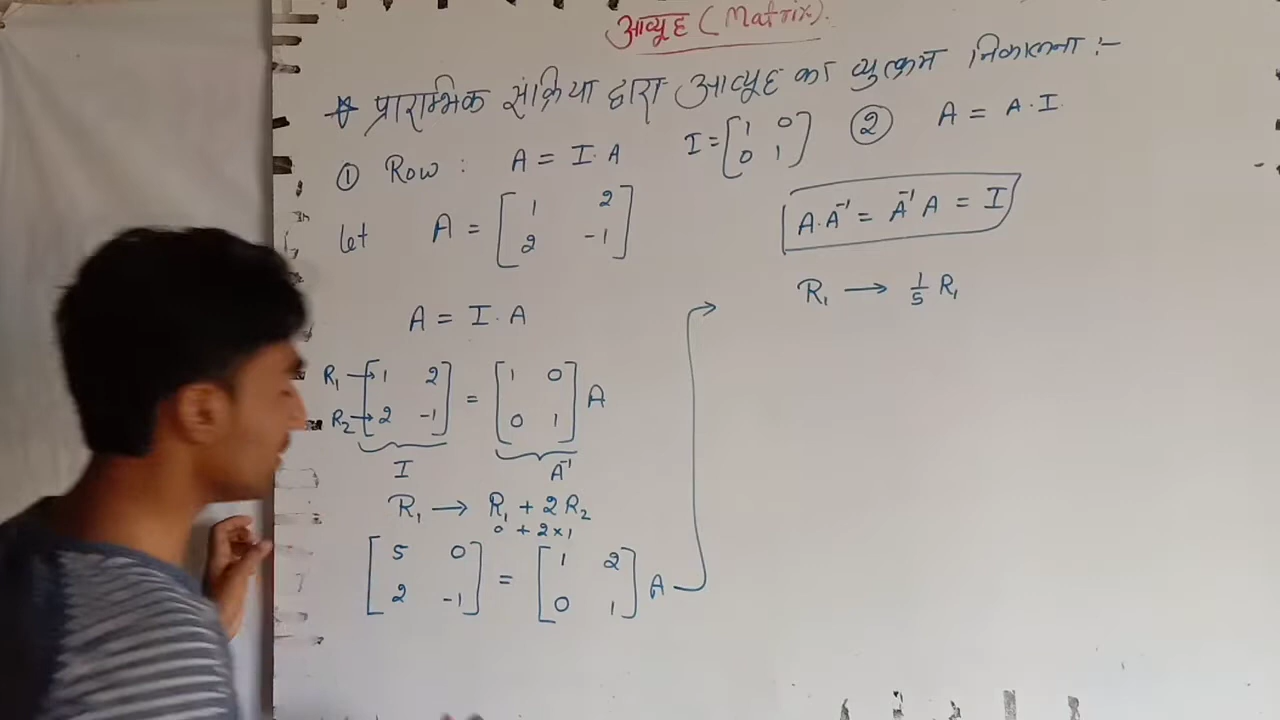 आव्यूह (Matrix).
* प्रारम्भिक संक्रिया द्वारा आव्यूह का व्युत्क्रम निकालना :-
① Row : A = I. A
I = [1 0
0 1]
② A = A . I.
let A = [1 2
2 -1]
A = I . A
R₁ → [1 2] = [1 0] A
R₂ → [2 -1] [0 1]
I A⁻¹
R₁ → R₁ + 2 R₂
0 + 2×1
[5 0] = [1 2] A
[2 -1] [0 1]
A.A⁻¹ = A⁻¹ A = I
R₁ → 1/5 R₁